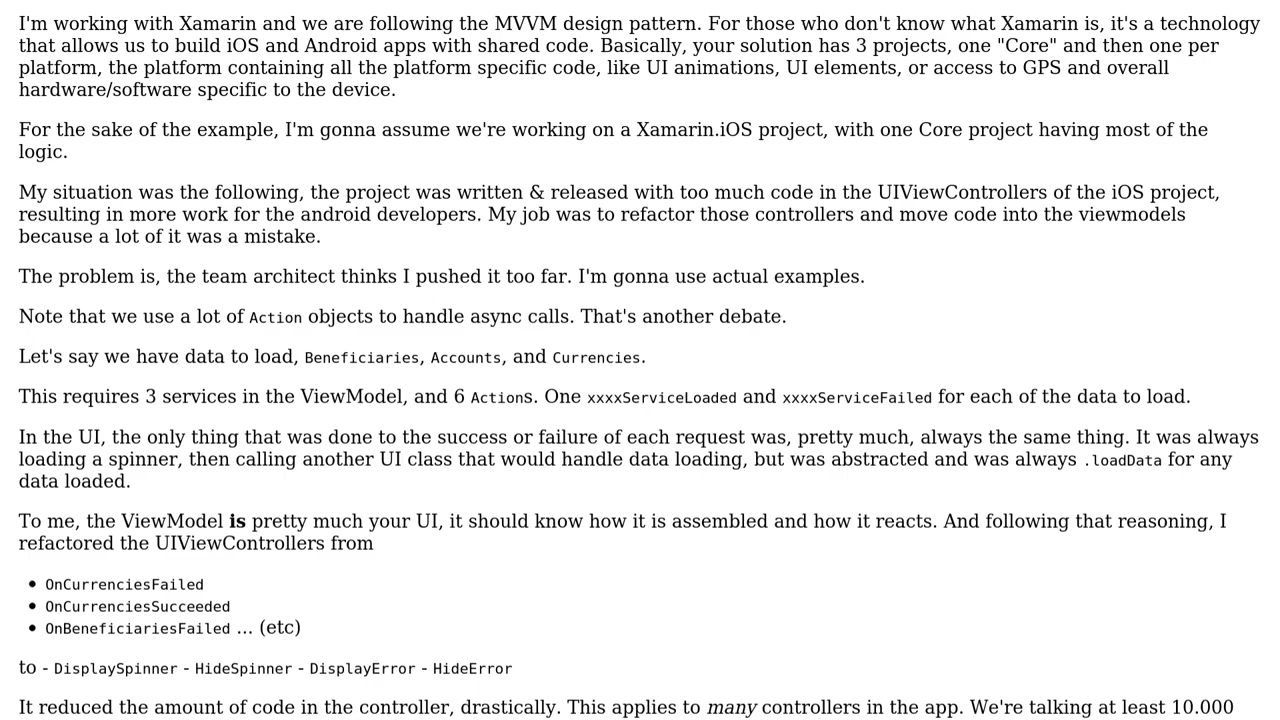 I'm working with Xamarin and we are following the MVVM design pattern. For those who don't know what Xamarin is, it's a technology
that allows us to build iOS and Android apps with shared code. Basically, your solution has 3 projects, one "Core" and then one per
platform, the platform containing all the platform specific code, like UI animations, UI elements, or access to GPS and overall
hardware/software specific to the device.
For the sake of the example, I'm gonna assume we're working on a Xamarin.iOS project, with one Core project having most of the
logic.
My situation was the following, the project was written & released with too much code in the UIViewControllers of the iOS project,
resulting in more work for the android developers. My job was to refactor those controllers and move code into the viewmodels
because a lot of it was a mistake.
The problem is, the team architect thinks I pushed it too far. I'm gonna use actual examples.
Note that we use a lot of Action objects to handle async calls. That's another debate.
Let's say we have data to load, Beneficiaries, Accounts, and Currencies.
This requires 3 services in the ViewModel, and 6 Actions. One xxxxServiceLoaded and xxxxServiceFailed for each of the data to load.
In the UI, the only thing that was done to the success or failure of each request was, pretty much, always the same thing. It was always
loading a spinner, then calling another UI class that would handle data loading, but was abstracted and was always .loadData for any
data loaded.
To me, the ViewModel is pretty much your UI, it should know how it is assembled and how it reacts. And following that reasoning, I
refactored the UIViewControllers from
• OnCurrenciesFailed
• OnCurrenciesSucceeded
• OnBeneficiariesFailed ... (etc)
to - DisplaySpinner - HideSpinner - DisplayError - HideError
It reduced the amount of code in the controller, drastically. This applies to many controllers in the app. We're talking at least 10.000